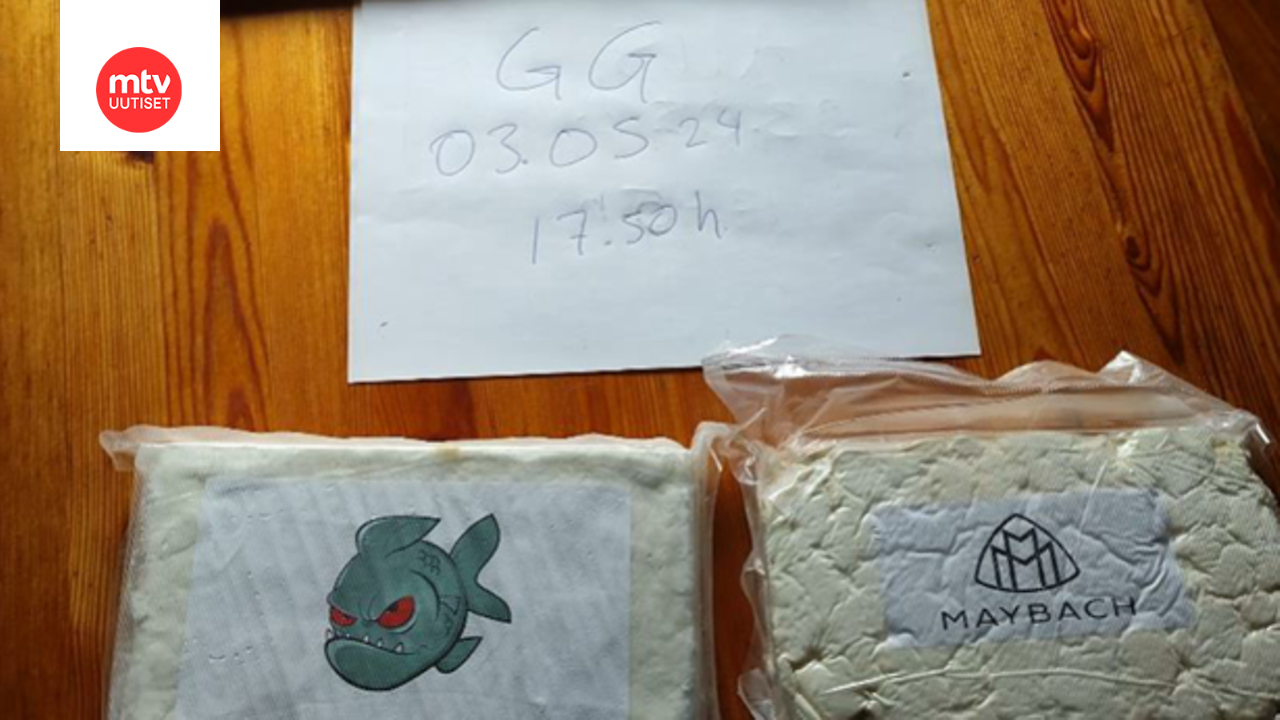 mtv
UUTISET
GG
03.05.24
17.50h
MAYBACH